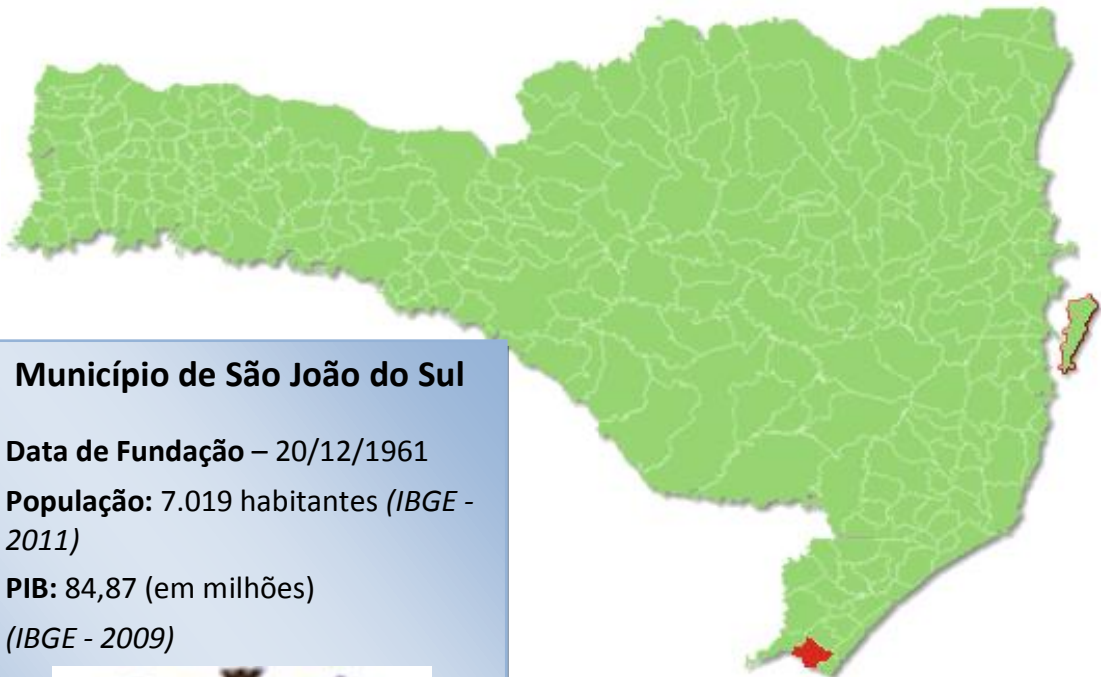 Município de São João do Sul
Data de Fundação – 20/12/1961
População: 7.019 habitantes (IBGE -
2011)
PIB: 84,87 (em milhões)
(IBGE - 2009)